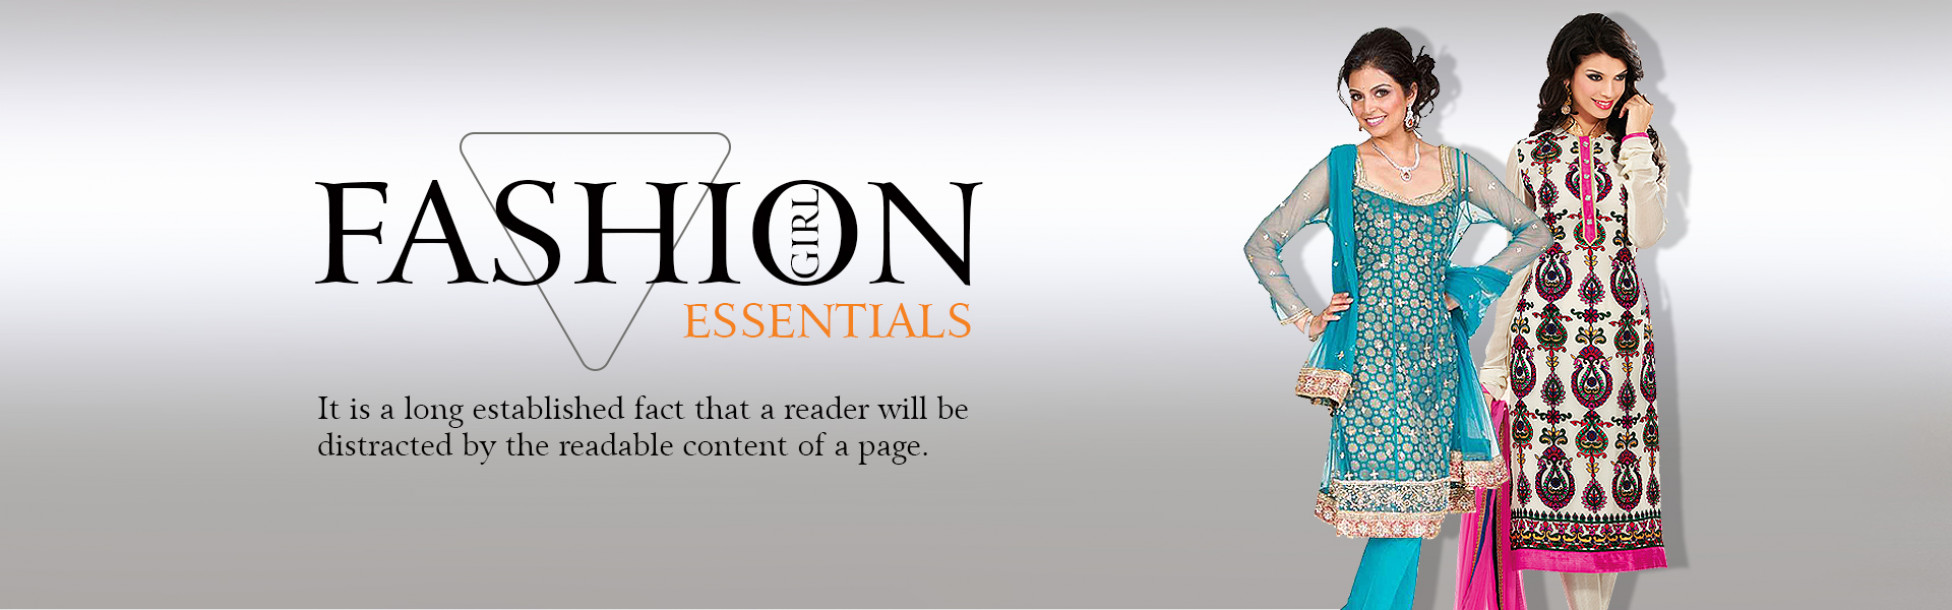 FASHION
GIRL
ESSENTIALS
It is a long established fact that a reader will be
distracted by the readable content of a page.